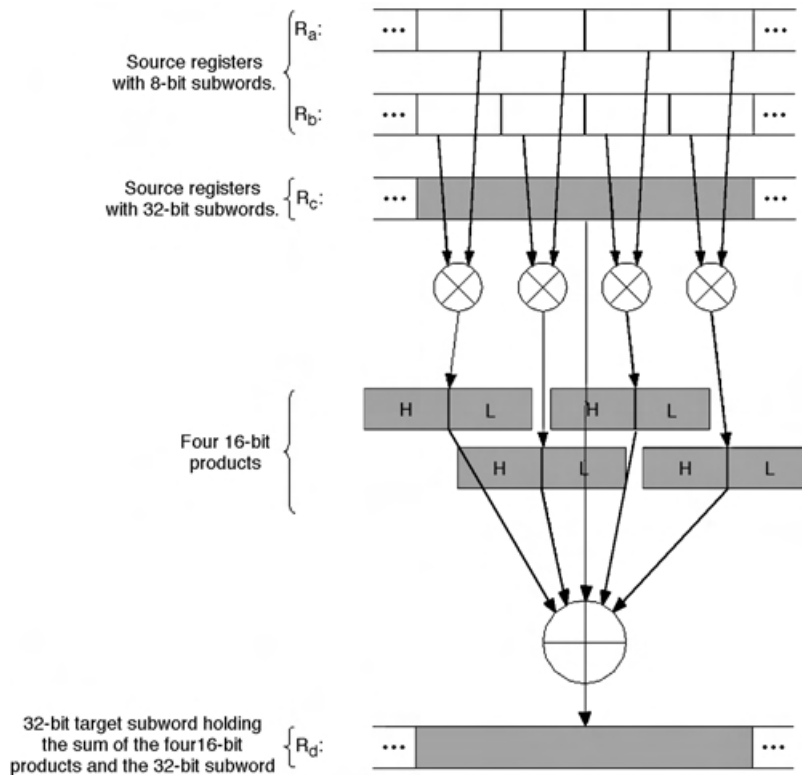 Ra:
Source registers
with 8-bit subwords.
Rb:
Source registers
with 32-bit subwords.
Rc:
H L H L
Four 16-bit
products
H L H L
32-bit target subword holding
the sum of the four16-bit
products and the 32-bit subword
Rd: